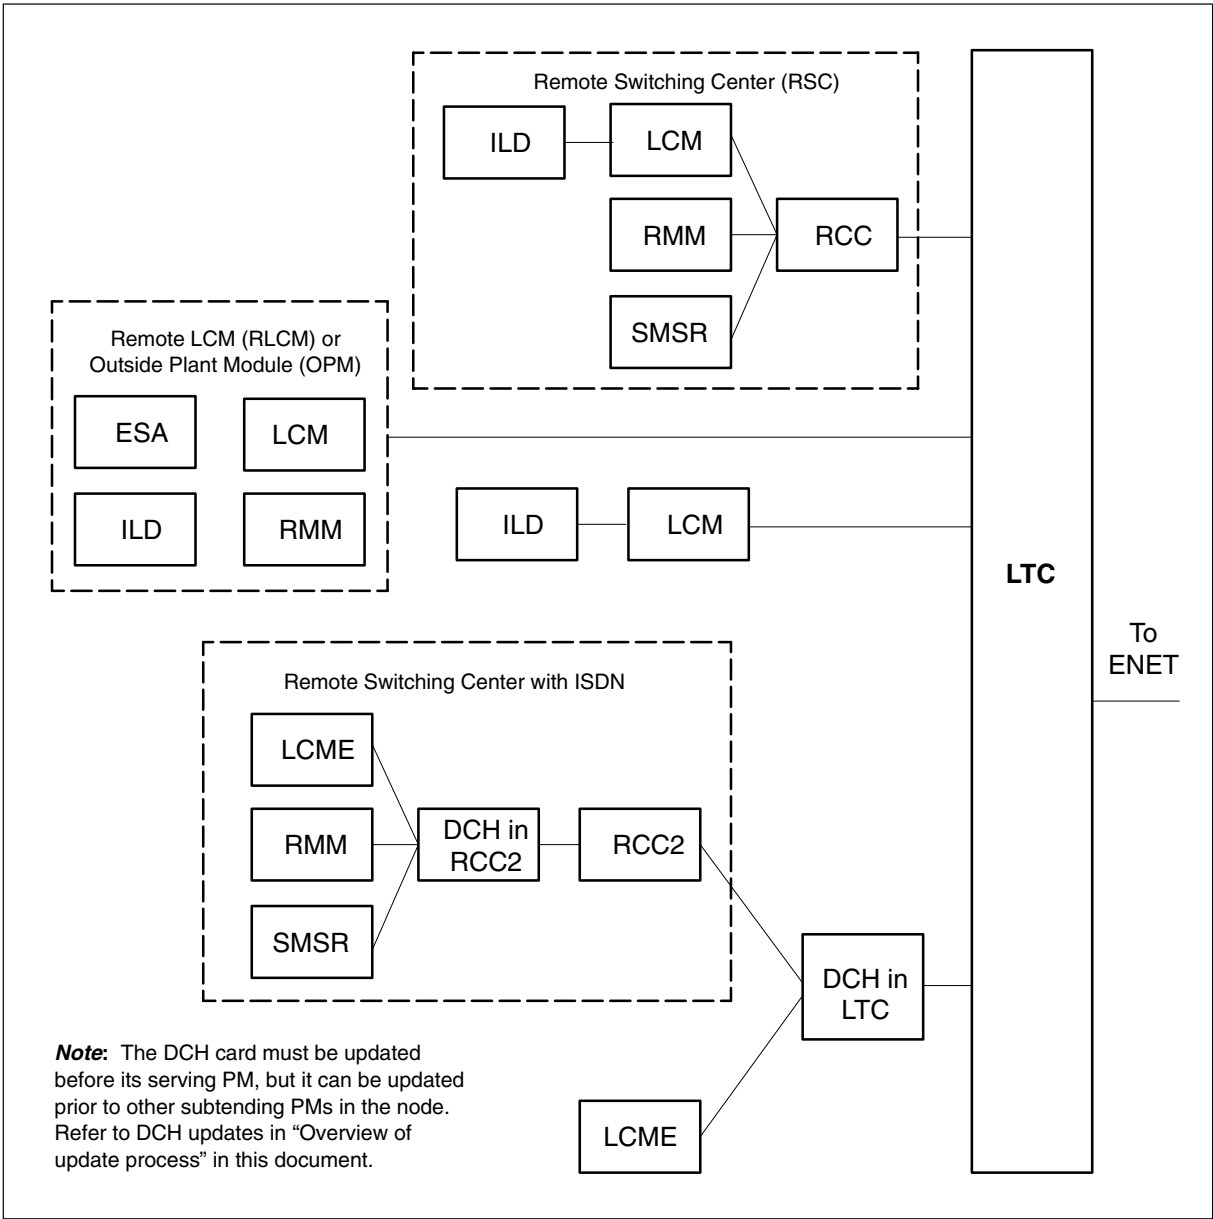 Remote Switching Center (RSC)
ILD
LCM
RMM
RCC
SMSR
Remote LCM (RLCM) or
Outside Plant Module (OPM)
ESA
LCM
ILD
RMM
ILD
LCM
LTC
To
ENET
Remote Switching Center with ISDN
LCME
RMM
DCH in
RCC2
RCC2
SMSR
DCH in
LTC
LCME
Note: The DCH card must be updated
before its serving PM, but it can be updated
prior to other subtending PMs in the node.
Refer to DCH updates in “Overview of
update process” in this document.